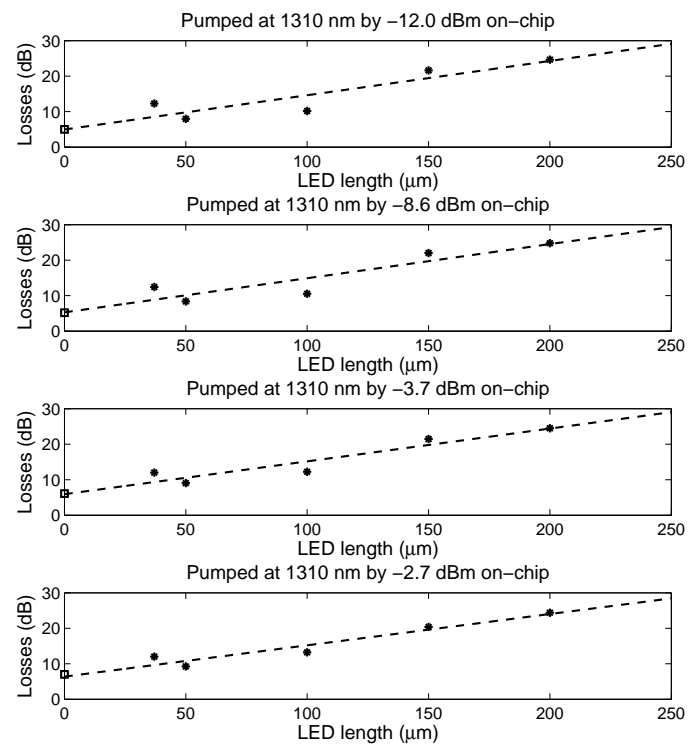 Pumped at 1310 nm by −12.0 dBm on−chip
30
20
10
0
Losses (dB)
0 50 100 150 200 250
LED length (μm)
Pumped at 1310 nm by −8.6 dBm on−chip
30
20
10
0
Losses (dB)
0 50 100 150 200 250
LED length (μm)
Pumped at 1310 nm by −3.7 dBm on−chip
30
20
10
0
Losses (dB)
0 50 100 150 200 250
LED length (μm)
Pumped at 1310 nm by −2.7 dBm on−chip
30
20
10
0
Losses (dB)
0 50 100 150 200 250
LED length (μm)